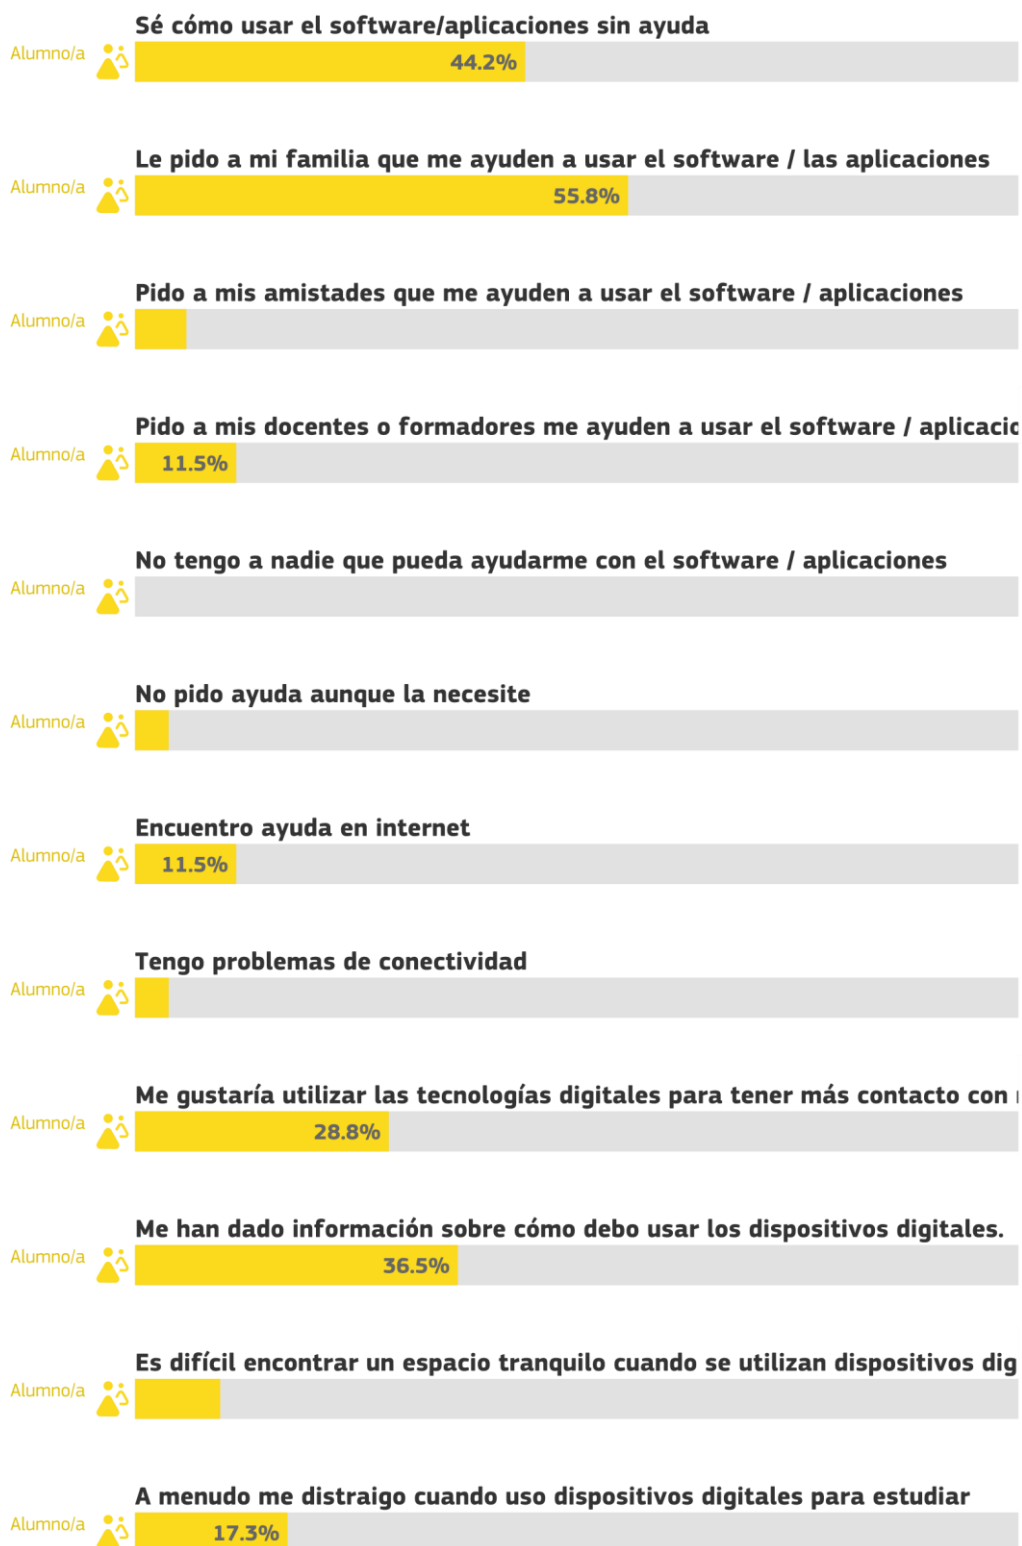 Sé cómo usar el software/aplicaciones sin ayuda
Alumno/a
44.2%
Le pido a mi familia que me ayuden a usar el software / las aplicaciones
Alumno/a
55.8%
Pido a mis amistades que me ayuden a usar el software / aplicaciones
Alumno/a
Pido a mis docentes o formadores me ayuden a usar el software / aplicacio
Alumno/a
11.5%
No tengo a nadie que pueda ayudarme con el software / aplicaciones
Alumno/a
No pido ayuda aunque la necesite
Alumno/a
Encuentro ayuda en internet
Alumno/a
11.5%
Tengo problemas de conectividad
Alumno/a
Me gustaría utilizar las tecnologías digitales para tener más contacto con
Alumno/a
28.8%
Me han dado información sobre cómo debo usar los dispositivos digitales.
Alumno/a
36.5%
Es difícil encontrar un espacio tranquilo cuando se utilizan dispositivos dig
Alumno/a
A menudo me distraigo cuando uso dispositivos digitales para estudiar
Alumno/a
17.3%